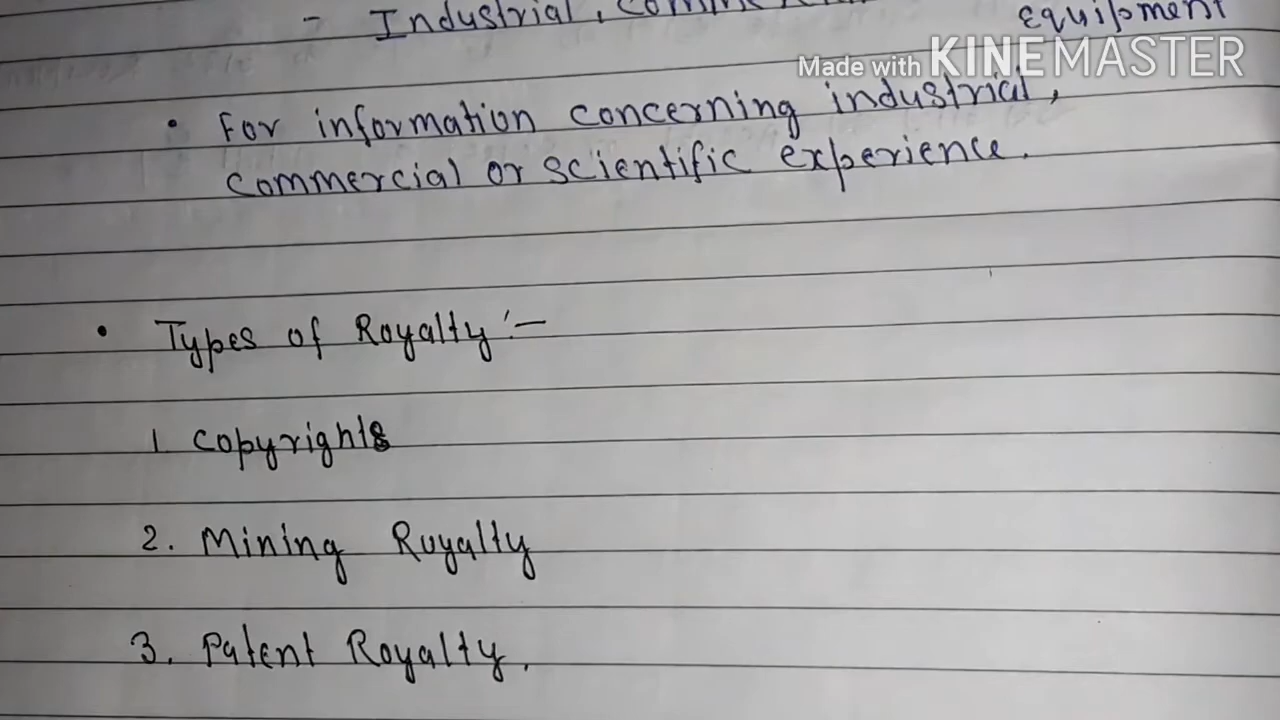 - Industrial,
Equipment
Made with KINEMASTER
• For information concerning industrial,
commercial or scientific experience.
• Types of Royalty :-
1 Copyrights
2. Mining Royalty
3. Patent Royalty.